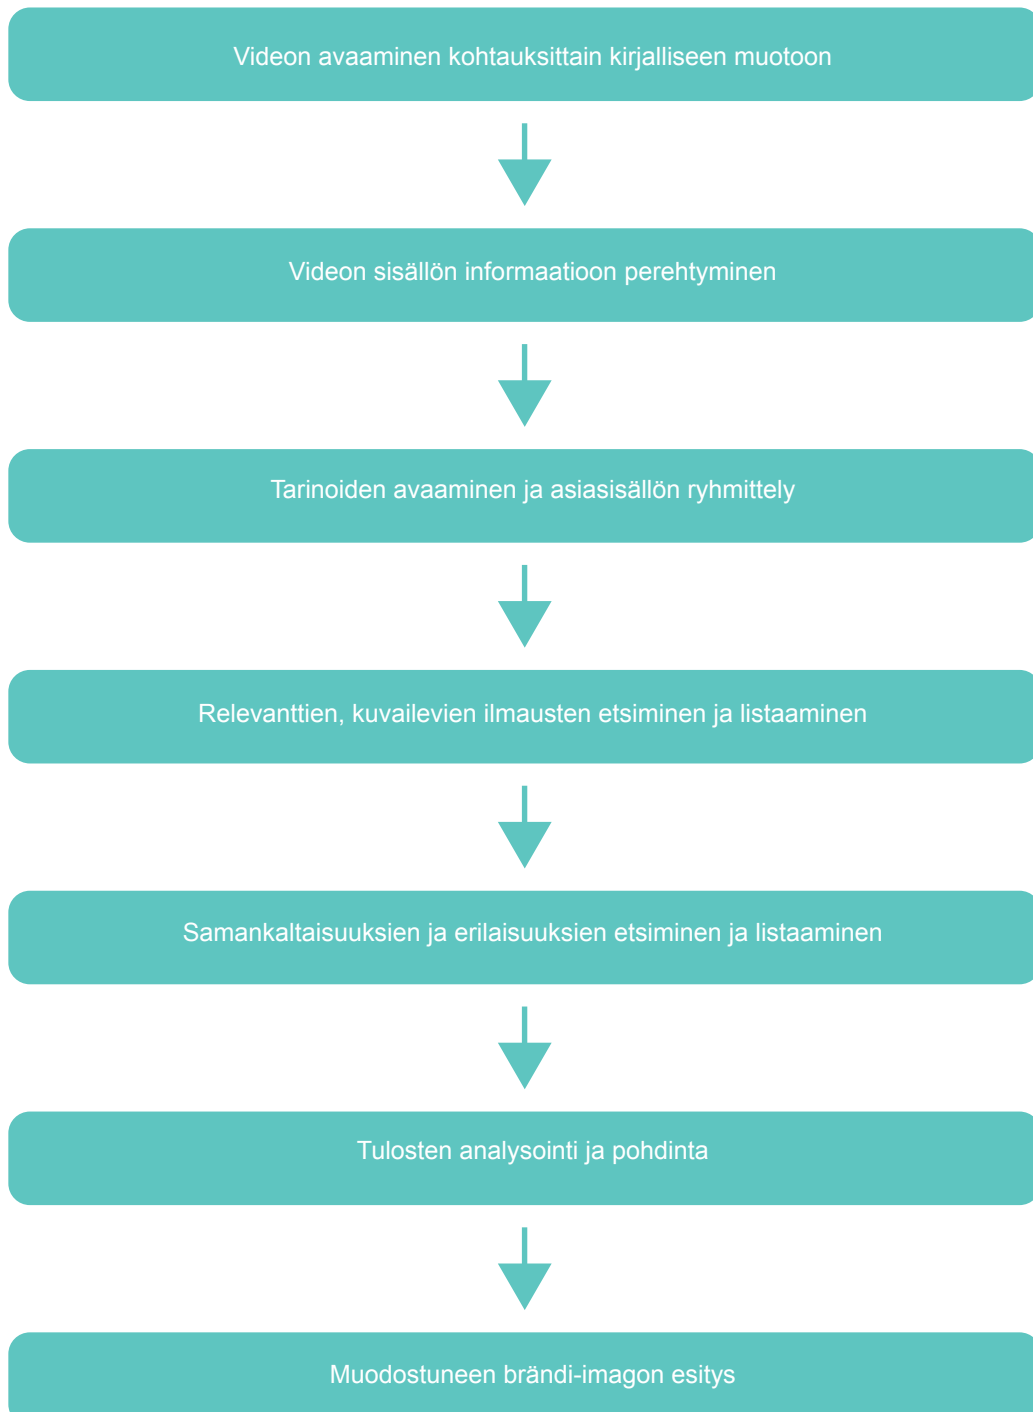 Videon avaaminen kohtauksittain kirjalliseen muotoon
Videon sisällön informaatioon perehtyminen
Tarinoiden avaaminen ja asiasisällön ryhmittely
Relevanttien, kuvailevien ilmausten etsiminen ja listaaminen
Samankaltaisuuksien ja erilaisuuksien etsiminen ja listaaminen
Tulosten analysointi ja pohdinta
Muodostuneen brändi-imagon esitys